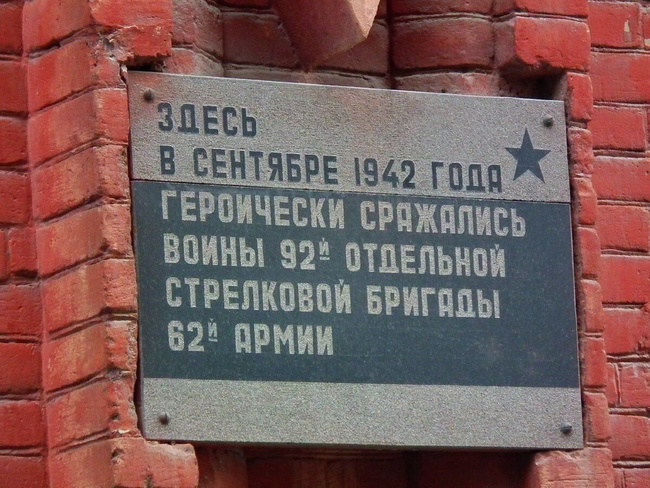 ЗДЕСЬ
В СЕНТЯБРЕ 1942 ГОДА
ГЕРОИЧЕСКИ СРАЖАЛИСЬ
ВОИНЫ 92й ОТДЕЛЬНОЙ
СТРЕЛКОВОЙ БРИГАДЫ
62й АРМИИ